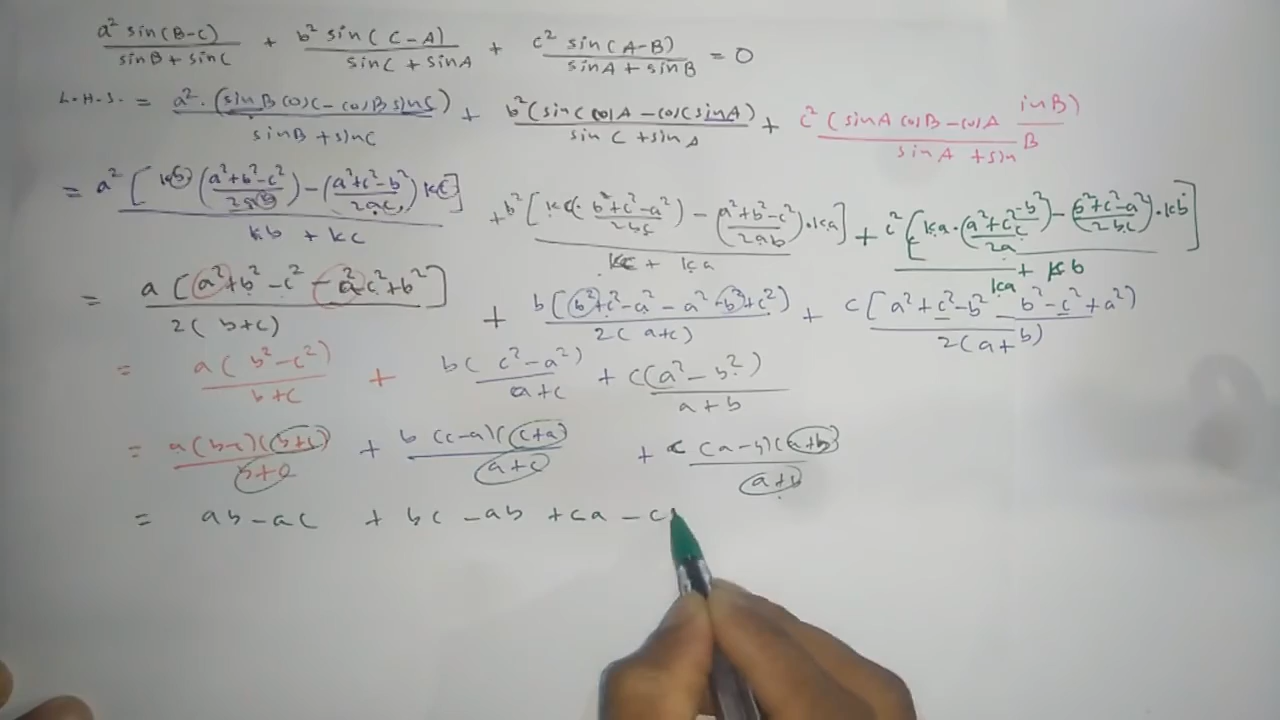 a² sin(B-C)/sinB + sinC + b² sin(C-A)/sinC + sinA + c² sin(A-B)/sinA + sinB = 0
L.H.S. = a².(sinB cosC - cosB sinC)/sinB + sinC + b²(sinC cosA - cosC sinA)/sinC + sinA + c²(sinA cosB - cosA inB)/sinA + sin B
= a²[kb(a²+b²-c²/2ab) - (a²+c²-b²/2ac)kc]/kb + kc + b²[kc(b²+c²-a²/2bc) - (a²+b²-c²/2ab).ka]/kc + ka + c²[ka.(a²+c²-b²/2ac) - (b²+c²-a²/2bc).kb]/ka + kb
= a[a²+b²-c²-a²c²+b²]/2(b+c) + b[b²+c²-a²-a²-b²+c²)/2(a+c) + c[a²+c²-b²-b²-c²+a²)/2(a+b)
= a(b²-c²)/b+c + b(c²-a²)/a+c + c(a²-b²)/a+b
= a(b-c)(b+c)/b+c + b(c-a)(c+a)/a+c + c(a-b)(a+b)/a+b
= ab-ac + bc-ab + ca-c